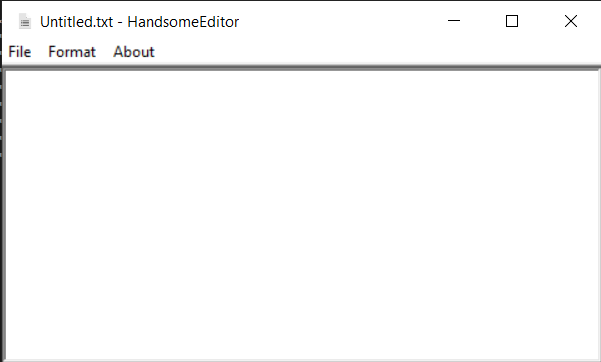 Untitled.txt - HandsomeEditor
File Format About